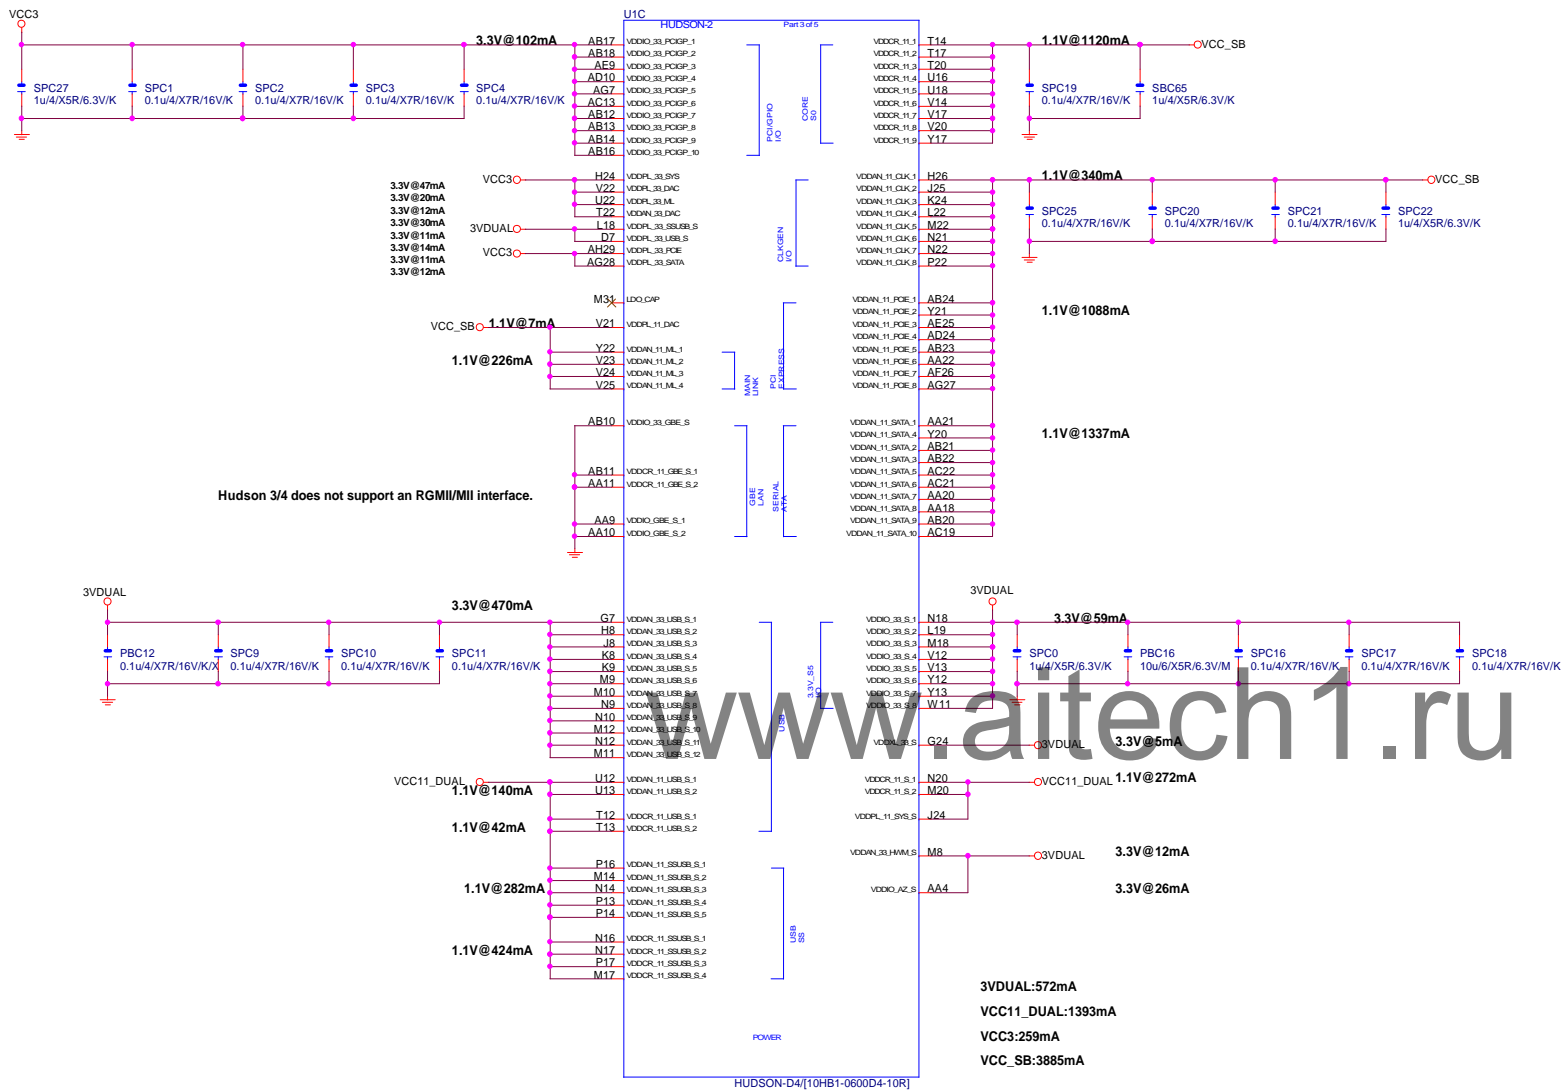 U1C
VCC3
HUDSON-2
Part 3 of 5
3.3V@102mA
AB17 VDDIO_33_PCIGP_1
AB18 VDDIO_33_PCIGP_2
AE9 VDDIO_33_PCIGP_3
AD10 VDDIO_33_PCIGP_4
AG7 VDDIO_33_PCIGP_5
AC13 VDDIO_33_PCIGP_6
AB12 VDDIO_33_PCIGP_7
AB13 VDDIO_33_PCIGP_8
AB14 VDDIO_33_PCIGP_9
AB16 VDDIO_33_PCIGP_10
PCI/GPIO
I/O
SPC27
1u/4/X5R/6.3V/K
SPC1
0.1u/4/X7R/16V/K
SPC2
0.1u/4/X7R/16V/K
SPC3
0.1u/4/X7R/16V/K
SPC4
0.1u/4/X7R/16V/K
CORE
S0
VDDCR_11_1 T14
VDDCR_11_2 T17
VDDCR_11_3 T20
VDDCR_11_4 U16
VDDCR_11_5 U18
VDDCR_11_6 V14
VDDCR_11_7 V17
VDDCR_11_8 V20
VDDCR_11_9 Y17
1.1V@1120mA
VCC_SB
SPC19
0.1u/4/X7R/16V/K
SBC65
1u/4/X5R/6.3V/K
VCC3
3VDUAL
VCC3
3.3V@47mA
3.3V@20mA
3.3V@12mA
3.3V@30mA
3.3V@11mA
3.3V@14mA
3.3V@11mA
3.3V@12mA
H24 VDDPL_33_SYS
V22 VDDPL_33_DAC
U22 VDDPL_33_ML
T22 VDDAN_33_DAC
L18 VDDPL_33_SSUSB_S
D7 VDDPL_33_USB_S
AH29 VDDPL_33_PCIE
AG28 VDDPL_33_SATA
CLKGEN
I/O
VDDAN_11_CLK_1 H26
VDDAN_11_CLK_2 J25
VDDAN_11_CLK_3 K24
VDDAN_11_CLK_4 L22
VDDAN_11_CLK_5 M22
VDDAN_11_CLK_6 N21
VDDAN_11_CLK_7 N22
VDDAN_11_CLK_8 P22
1.1V@340mA
VCC_SB
SPC25
0.1u/4/X7R/16V/K
SPC20
0.1u/4/X7R/16V/K
SPC21
0.1u/4/X7R/16V/K
SPC22
1u/4/X5R/6.3V/K
M31 LDO_CAP
VCC_SB
1.1V@7mA
V21 VDDPL_11_DAC
1.1V@226mA
Y22 VDDAN_11_ML_1
V23 VDDAN_11_ML_2
V24 VDDAN_11_ML_3
V25 VDDAN_11_ML_4
MAIN
LINK
PCI
EXPRESS
VDDAN_11_PCIE_1 AB24
VDDAN_11_PCIE_2 Y21
VDDAN_11_PCIE_3 AE25
VDDAN_11_PCIE_4 AD24
VDDAN_11_PCIE_5 AB23
VDDAN_11_PCIE_6 AA22
VDDAN_11_PCIE_7 AF26
VDDAN_11_PCIE_8 AG27
1.1V@1088mA
AB10 VDDIO_33_GBE_S
AB11 VDDCR_11_GBE_S_1
AA11 VDDCR_11_GBE_S_2
AA9 VDDIO_GBE_S_1
AA10 VDDIO_GBE_S_2
Hudson 3/4 does not support an RGMII/MII interface.
GBE
LAN
SERIAL
ATA
VDDAN_11_SATA_1 AA21
VDDAN_11_SATA_4 Y20
VDDAN_11_SATA_2 AB21
VDDAN_11_SATA_3 AB22
VDDAN_11_SATA_5 AC22
VDDAN_11_SATA_6 AC21
VDDAN_11_SATA_7 AA20
VDDAN_11_SATA_8 AA18
VDDAN_11_SATA_9 AB20
VDDAN_11_SATA_10 AC19
1.1V@1337mA
3VDUAL
3.3V@470mA
PBC12
0.1u/4/X7R/16V/K/X
SPC9
0.1u/4/X7R/16V/K
SPC10
0.1u/4/X7R/16V/K
SPC11
0.1u/4/X7R/16V/K
G7 VDDAN_33_USB_S_1
H8 VDDAN_33_USB_S_2
J8 VDDAN_33_USB_S_3
K8 VDDAN_33_USB_S_4
K9 VDDAN_33_USB_S_5
M9 VDDAN_33_USB_S_6
M10 VDDAN_33_USB_S_7
N9 VDDAN_33_USB_S_8
N10 VDDAN_33_USB_S_9
M12 VDDAN_33_USB_S_10
N12 VDDAN_33_USB_S_11
M11 VDDAN_33_USB_S_12
USB
3.3V_S5
I/O
VDDIO_33_S_1 N18
VDDIO_33_S_2 L19
VDDIO_33_S_3 M18
VDDIO_33_S_4 V12
VDDIO_33_S_5 V13
VDDIO_33_S_6 Y12
VDDIO_33_S_7 Y13
VDDIO_33_S_8 W11
3VDUAL
3.3V@59mA
SPC0
1u/4/X5R/6.3V/K
PBC16
10u/6/X5R/6.3V/M
SPC16
0.1u/4/X7R/16V/K
SPC17
0.1u/4/X7R/16V/K
SPC18
0.1u/4/X7R/16V/K
www.aitech1.ru
VDDXL_33_S G24
3VDUAL
3.3V@5mA
VCC11_DUAL
1.1V@140mA
U12 VDDAN_11_USB_S_1
U13 VDDAN_11_USB_S_2
1.1V@42mA
T12 VDDCR_11_USB_S_1
T13 VDDCR_11_USB_S_2
VDDCR_11_S_1 N20
VDDCR_11_S_2 M20
VCC11_DUAL
1.1V@272mA
VDDPL_11_SYS_S J24
VDDAN_33_HWM_S M8
3VDUAL
3.3V@12mA
VDDIO_AZ_S AA4
3.3V@26mA
1.1V@282mA
P16 VDDAN_11_SSUSB_S_1
M14 VDDAN_11_SSUSB_S_2
N14 VDDAN_11_SSUSB_S_3
P13 VDDAN_11_SSUSB_S_4
P14 VDDAN_11_SSUSB_S_5
1.1V@424mA
N16 VDDCR_11_SSUSB_S_1
N17 VDDCR_11_SSUSB_S_2
P17 VDDCR_11_SSUSB_S_3
M17 VDDCR_11_SSUSB_S_4
USB
SS
3VDUAL:572mA
VCC11_DUAL:1393mA
VCC3:259mA
VCC_SB:3885mA
POWER
HUDSON-D4/[10HB1-0600D4-10R]